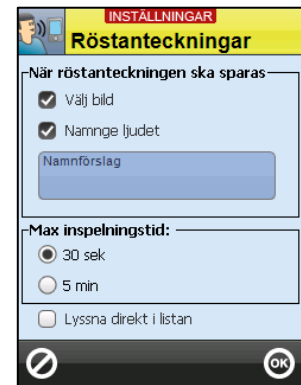 INSTÄLLNINGAR
Röstanteckningar
När röstanteckningen ska sparas
Välj bild
Namnge ljudet
Namnförslag
Max inspelningstid:
30 sek
5 min
Lyssna direkt i listan
OK